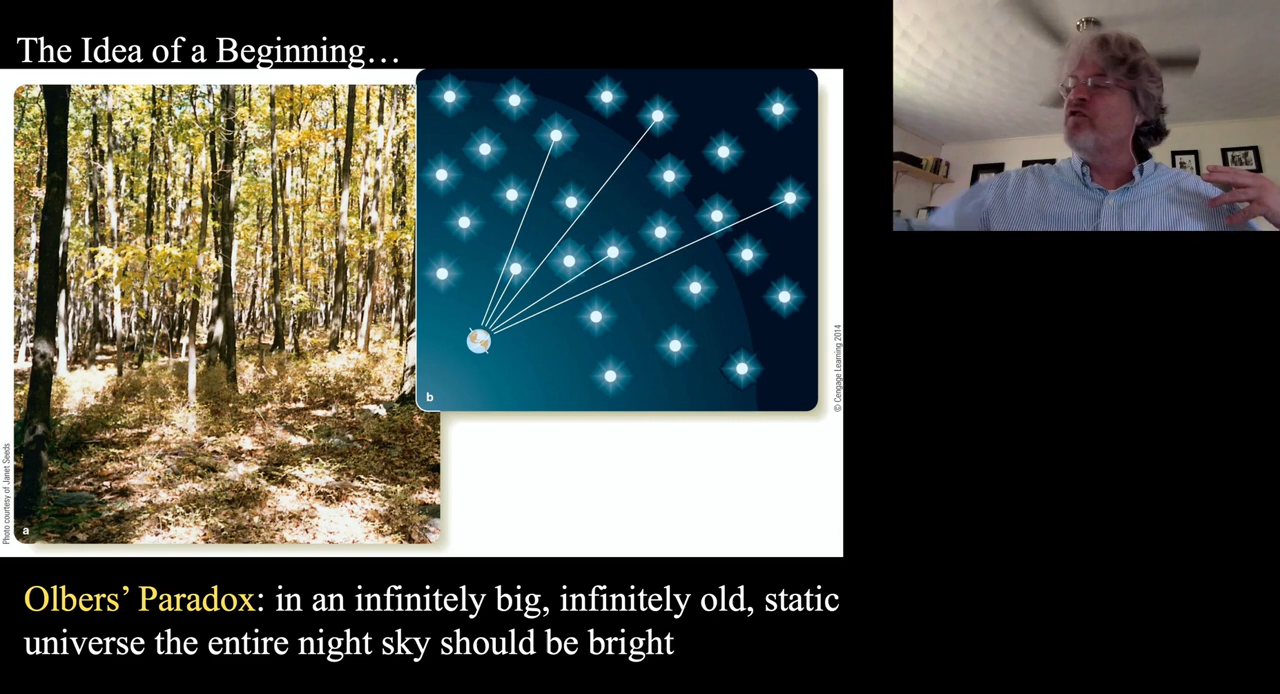 The Idea of a Beginning…
a
b
Photo courtesy of Janet Seeds
© Cengage Learning 2014
Olbers’ Paradox: in an infinitely big, infinitely old, static
universe the entire night sky should be bright